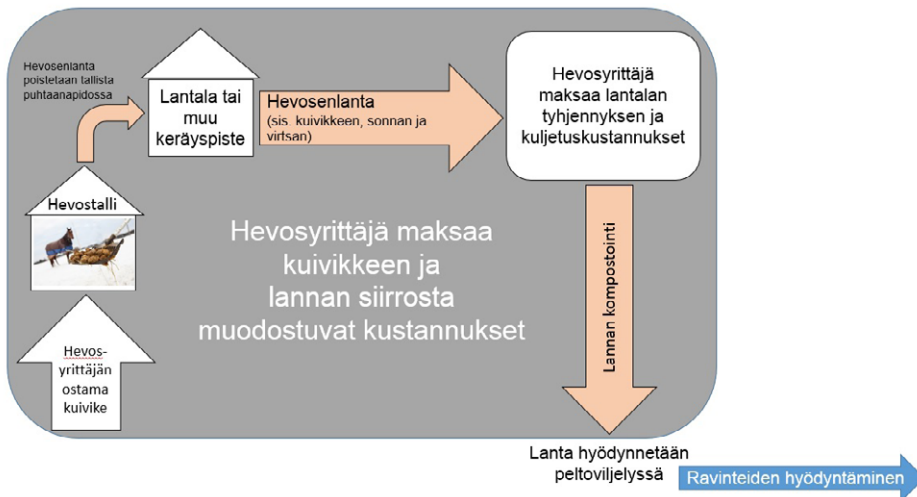 Hevosenlanta
poistetaan tallista
puhtaanapidossa
Lantala tai
muu
keräyspiste
Hevosenlanta
(sis. kuivikkeen, sonnan ja
virtsan)
Hevosyrittäjä
maksaa lantalan
tyhjennyksen ja
kuljetuskustannukset
Hevostalli
Hevosyrittäjä maksaa
kuivikkeen ja
lannan siirrosta
muodostuvat kustannukset
Hevos-
yrittäjän
ostama
kuivike
Lannan kompostointi
Lanta hyödynnetään
peltoviljelyssä
Ravinteiden hyödyntäminen